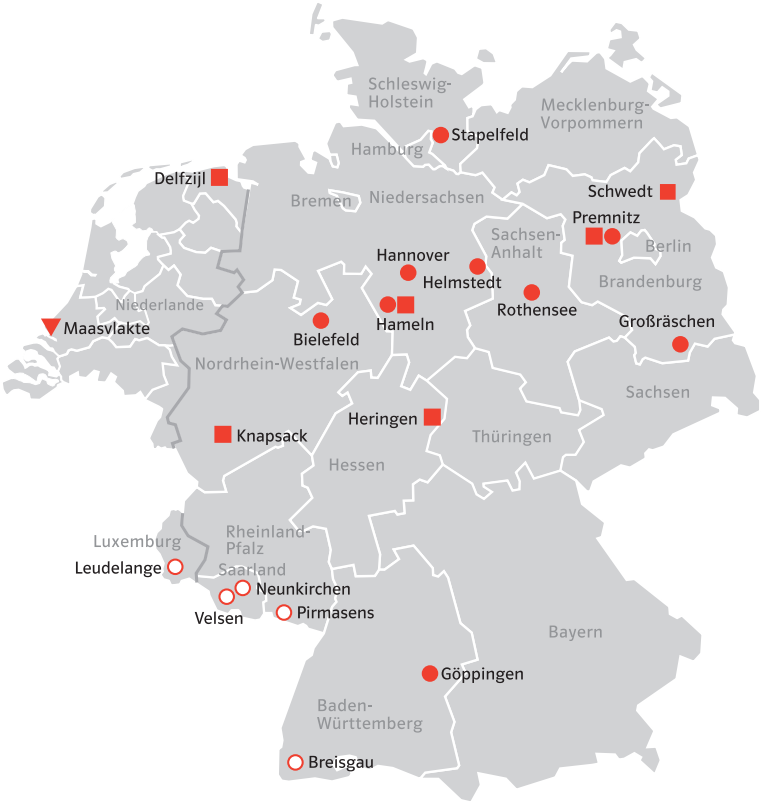 Schleswig-
Holstein
Mecklenburg-
Vorpommern
Stapelfeld
Hamburg
Delfzijl
Schwedt
Bremen
Niedersachsen
Premnitz
Sachsen-
Anhalt
Berlin
Hannover
Helmstedt
Brandenburg
Niederlande
Rothensee
Maasvlakte
Hameln
Großräschen
Bielefeld
Nordrhein-Westfalen
Sachsen
Heringen
Knapsack
Thüringen
Hessen
Luxemburg
Rheinland-
Pfalz
Leudelange
Saarland
Neunkirchen
Velsen
Pirmasens
Bayern
Göppingen
Baden-
Württemberg
Breisgau